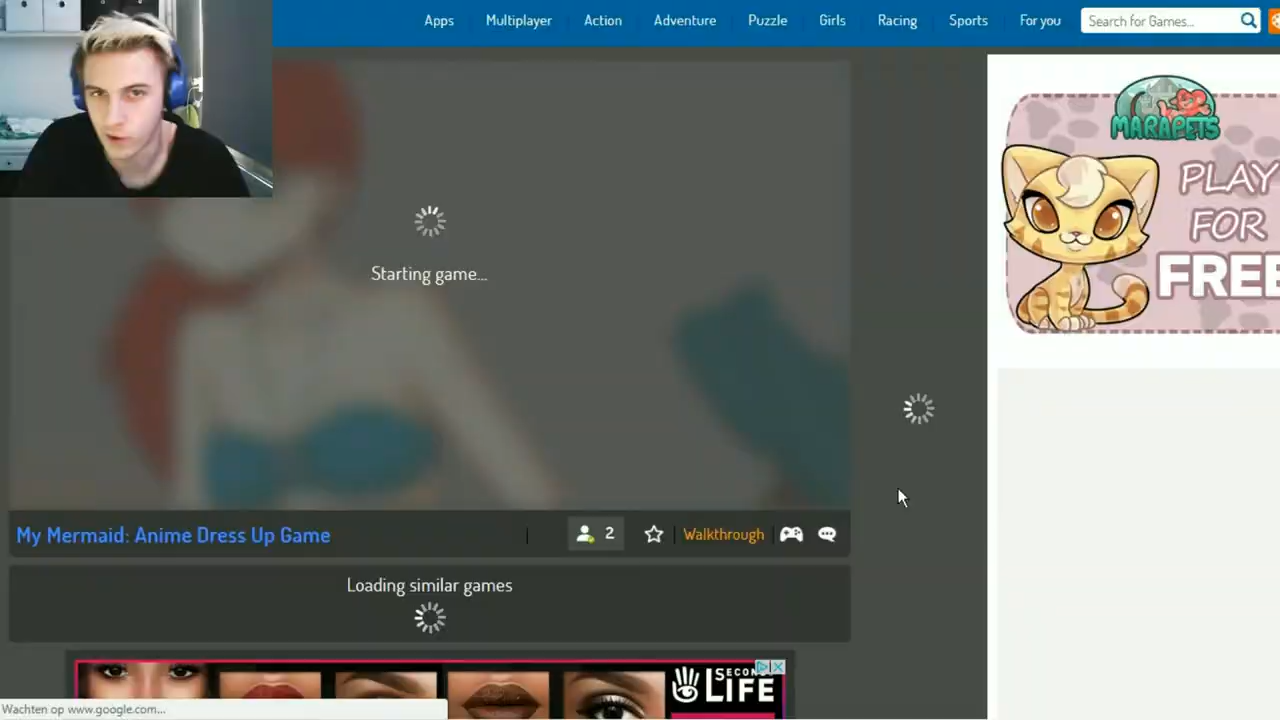 Apps Multiplayer Action Adventure Puzzle Girls Racing Sports For you Search for Games...
MARAPETS
PLAY
FOR
FREE
Starting game...
My Mermaid: Anime Dress Up Game 2 Walkthrough
Loading similar games
SECOND
LIFE
Wachten op www.google.com...